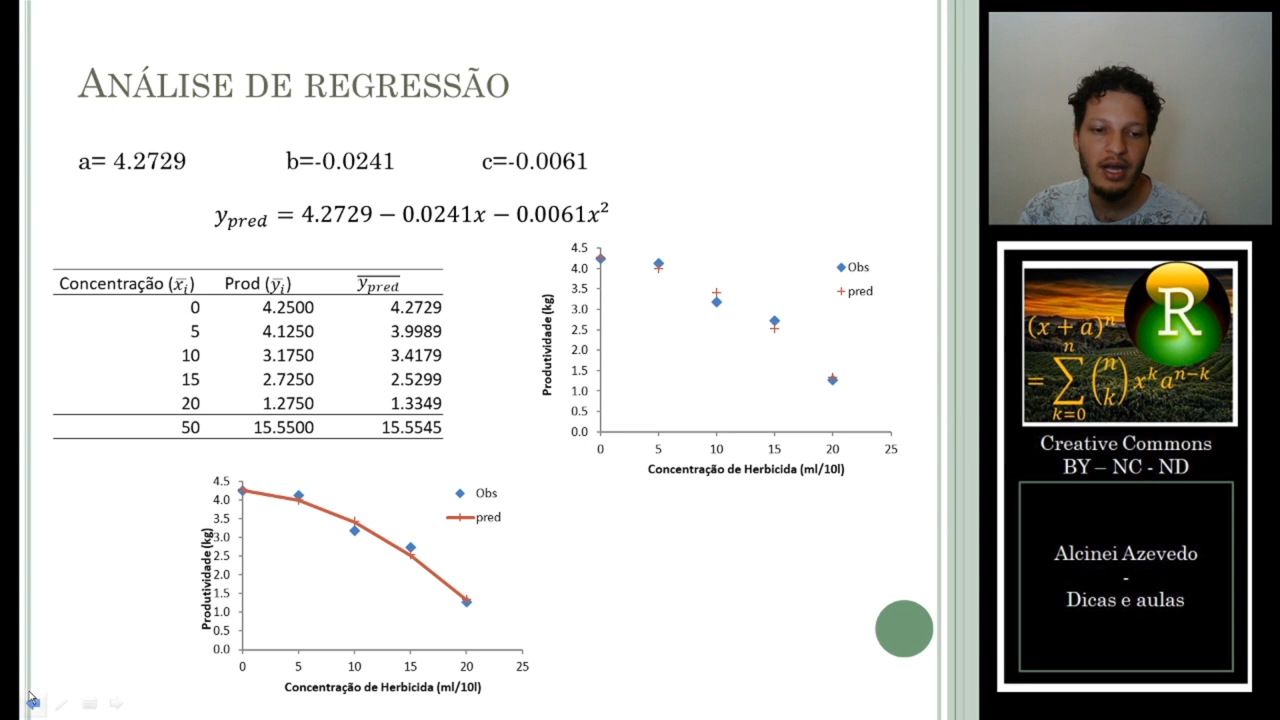 ANÁLISE DE REGRESSÃO
a= 4.2729 b=-0.0241 c=-0.0061
y_pred = 4.2729 − 0.0241x − 0.0061x²
Concentração (x̅ᵢ) Prod (y̅ᵢ) y̅_pred
0 4.2500 4.2729
5 4.1250 3.9989
10 3.1750 3.4179
15 2.7250 2.5299
20 1.2750 1.3349
50 15.5500 15.5545
4.5
4.0
3.5
3.0
2.5
2.0
1.5
1.0
0.5
0.0
Produtividade (kg)
Obs
pred
0 5 10 15 20 25
Concentração de Herbicida (ml/10l)
4.5
4.0
3.5
3.0
2.5
2.0
1.5
1.0
0.5
0.0
Produtividade (kg)
Obs
pred
0 5 10 15 20 25
Concentração de Herbicida (ml/10l)
R
(x + a)ⁿ
n
= ∑ (n k) xᵏaⁿ⁻ᵏ
k=0
Creative Commons
BY – NC - ND
Alcinei Azevedo
-
Dicas e aulas